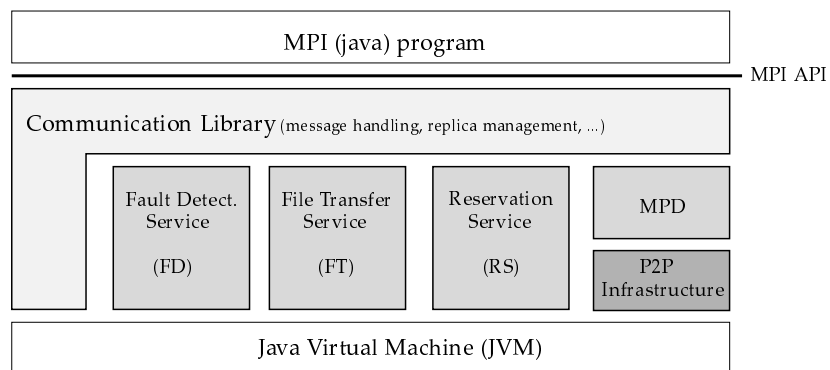 MPI (java) program
MPI API
Communication Library (message handling, replica management, ...)
Fault Detect.
Service
(FD)
File Transfer
Service
(FT)
Reservation
Service
(RS)
MPD
P2P
Infrastructure
Java Virtual Machine (JVM)